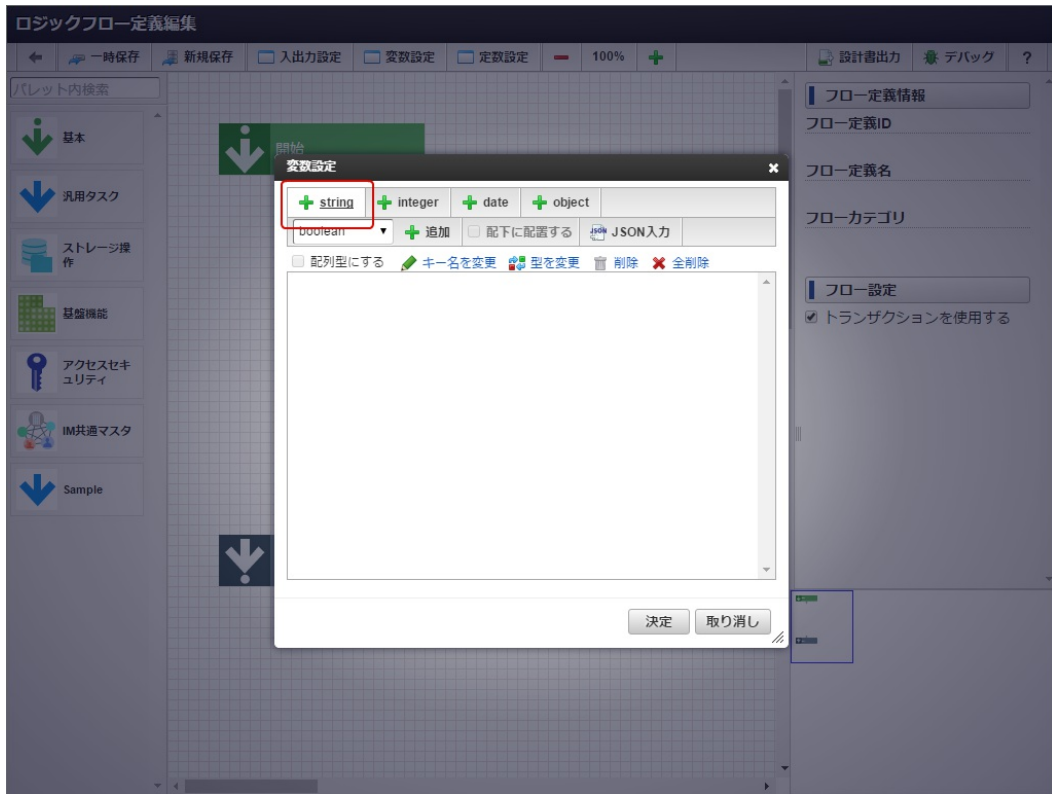 ロジックフロー定義編集
一時保存 新規保存 入出力設定 変数設定 定数設定 100% 設計書出力 デバッグ ?
パレット内検索
基本
汎用タスク
ストレージ操
作
基盤機能
アクセスセキ
ュリティ
IM共通マスタ
Sample
開始
変数設定
string integer date object
boolean 追加 配下に配置する JSON JSON入力
配列型にする キー名を変更 型を変更 削除 全削除
決定 取り消し
フロー定義情報
フロー定義ID
フロー定義名
フローカテゴリ
フロー設定
トランザクションを使用する